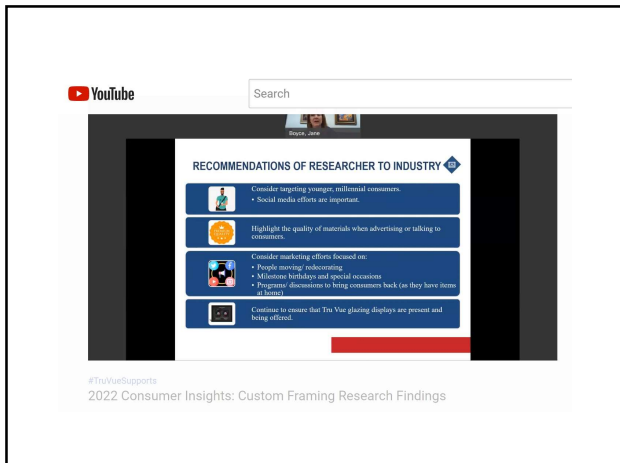 YouTube
Search
Boyce, Jane
RECOMMENDATIONS OF RESEARCHER TO INDUSTRY
Consider targeting younger, millennial consumers.
• Social media efforts are important.
Highlight the quality of materials when advertising or talking to
consumers.
Consider marketing efforts focused on:
• People moving/ redecorating
• Milestone birthdays and special occasions
• Programs/ discussions to bring consumers back (as they have items
at home)
Continue to ensure that Tru Vue glazing displays are present and
being offered.
#TruVueSupports
2022 Consumer Insights: Custom Framing Research Findings